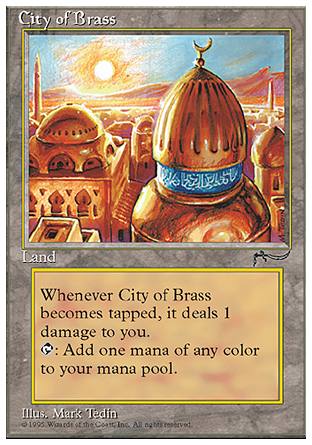 City of Brass
Land
Whenever City of Brass
becomes tapped, it deals 1
damage to you.
: Add one mana of any color
to your mana pool.
Illus. Mark Tedin
© 1995 Wizards of the Coast, Inc. All rights reserved.